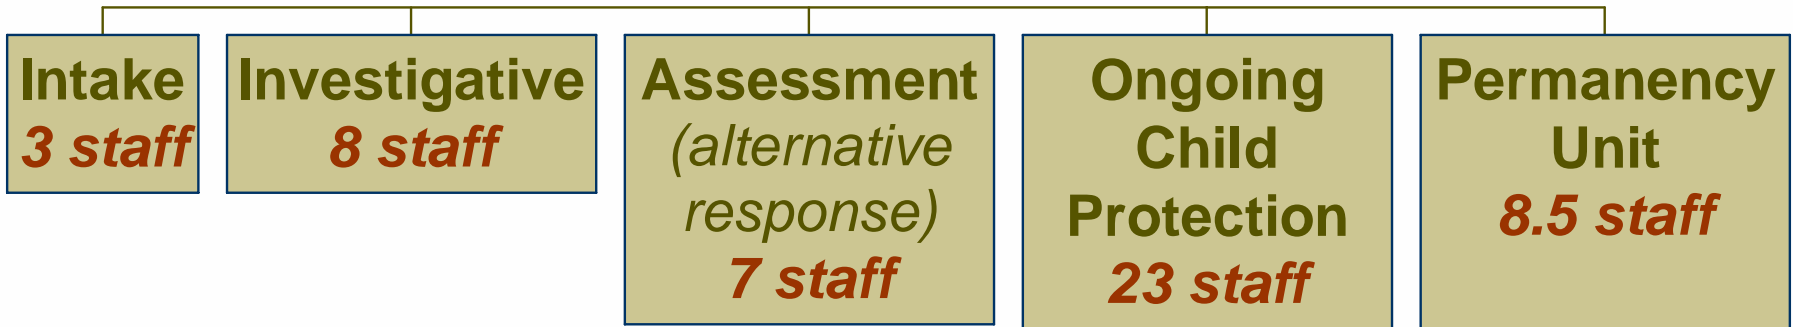 Intake
3 staff
Investigative
8 staff
Assessment
(alternative
response)
7 staff
Ongoing
Child
Protection
23 staff
Permanency
Unit
8.5 staff